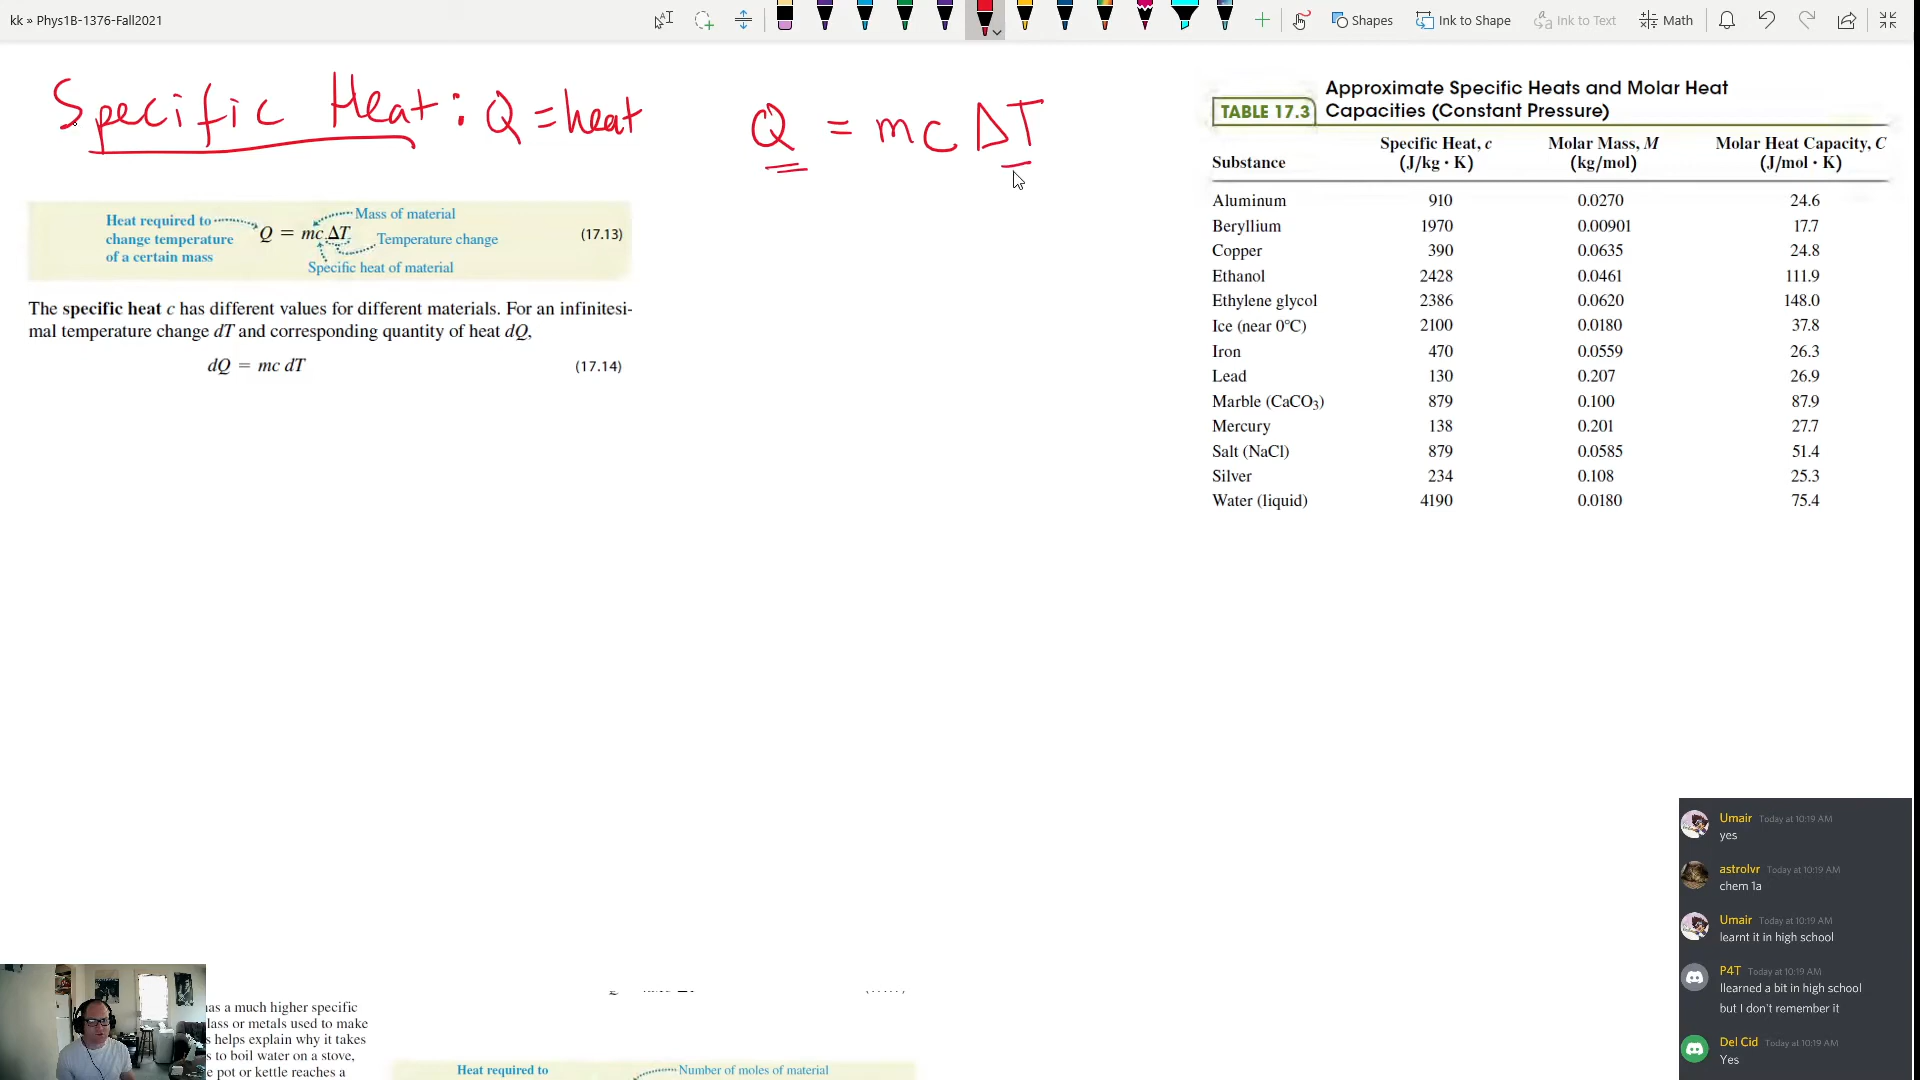 kk » Phys1B-1376-Fall2021
Shapes
Ink to Shape
Ink to Text
Math
Specific Heat: Q = heat
Q = mc ΔT
Heat required to
change temperature
of a certain mass
Q = mc ΔT
Mass of material
Temperature change
Specific heat of material
(17.13)
The specific heat c has different values for different materials. For an infinitesi-
mal temperature change dT and corresponding quantity of heat dQ,
dQ = mc dT (17.14)
TABLE 17.3 Approximate Specific Heats and Molar Heat
Capacities (Constant Pressure)
Substance Specific Heat, c (J/kg · K) Molar Mass, M (kg/mol) Molar Heat Capacity, C (J/mol · K)
Aluminum 910 0.0270 24.6
Beryllium 1970 0.00901 17.7
Copper 390 0.0635 24.8
Ethanol 2428 0.0461 111.9
Ethylene glycol 2386 0.0620 148.0
Ice (near 0°C) 2100 0.0180 37.8
Iron 470 0.0559 26.3
Lead 130 0.207 26.9
Marble (CaCO₃) 879 0.100 87.9
Mercury 138 0.201 27.7
Salt (NaCl) 879 0.0585 51.4
Silver 234 0.108 25.3
Water (liquid) 4190 0.0180 75.4
Umair Today at 10:19 AM
yes
astrolvr Today at 10:19 AM
chem 1a
Umair Today at 10:19 AM
learnt it in high school
P4T Today at 10:19 AM
Ilearned a bit in high school
but I don't remember it
Del Cid Today at 10:19 AM
Yes
has a much higher specific
lass or metals used to make
s helps explain why it takes
s to boil water on a stove,
e pot or kettle reaches a
Heat required to
Number of moles of material